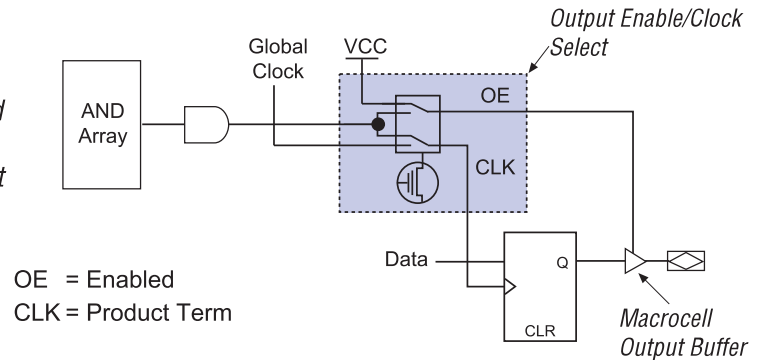 Output Enable/Clock
Select
Global
Clock
VCC
OE
AND
Array
CLK
Data
Q
CLR
OE = Enabled
CLK = Product Term
Macrocell
Output Buffer